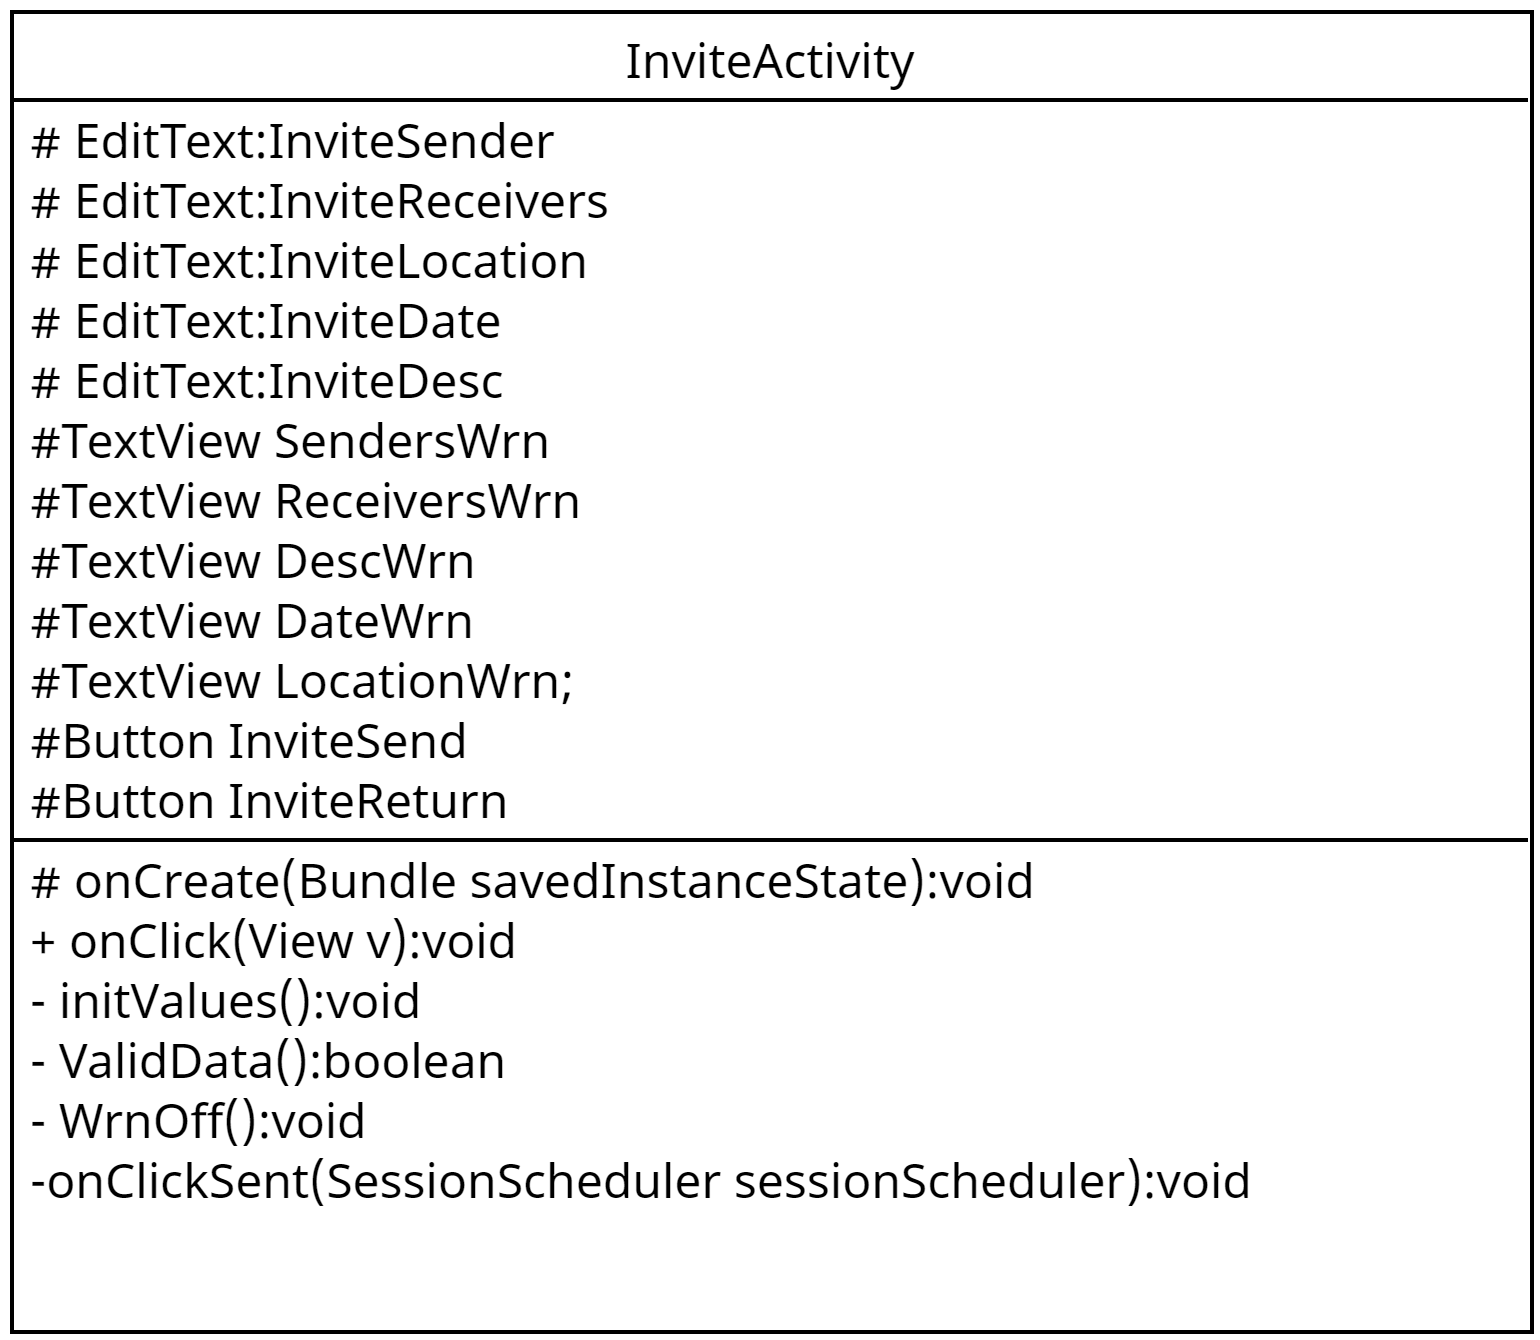 InviteActivity
# EditText:InviteSender
# EditText:InviteReceivers
# EditText:InviteLocation
# EditText:InviteDate
# EditText:InviteDesc
#TextView SendersWrn
#TextView ReceiversWrn
#TextView DescWrn
#TextView DateWrn
#TextView LocationWrn;
#Button InviteSend
#Button InviteReturn
# onCreate(Bundle savedInstanceState):void
+ onClick(View v):void
- initValues():void
- ValidData():boolean
- WrnOff():void
-onClickSent(SessionScheduler sessionScheduler):void